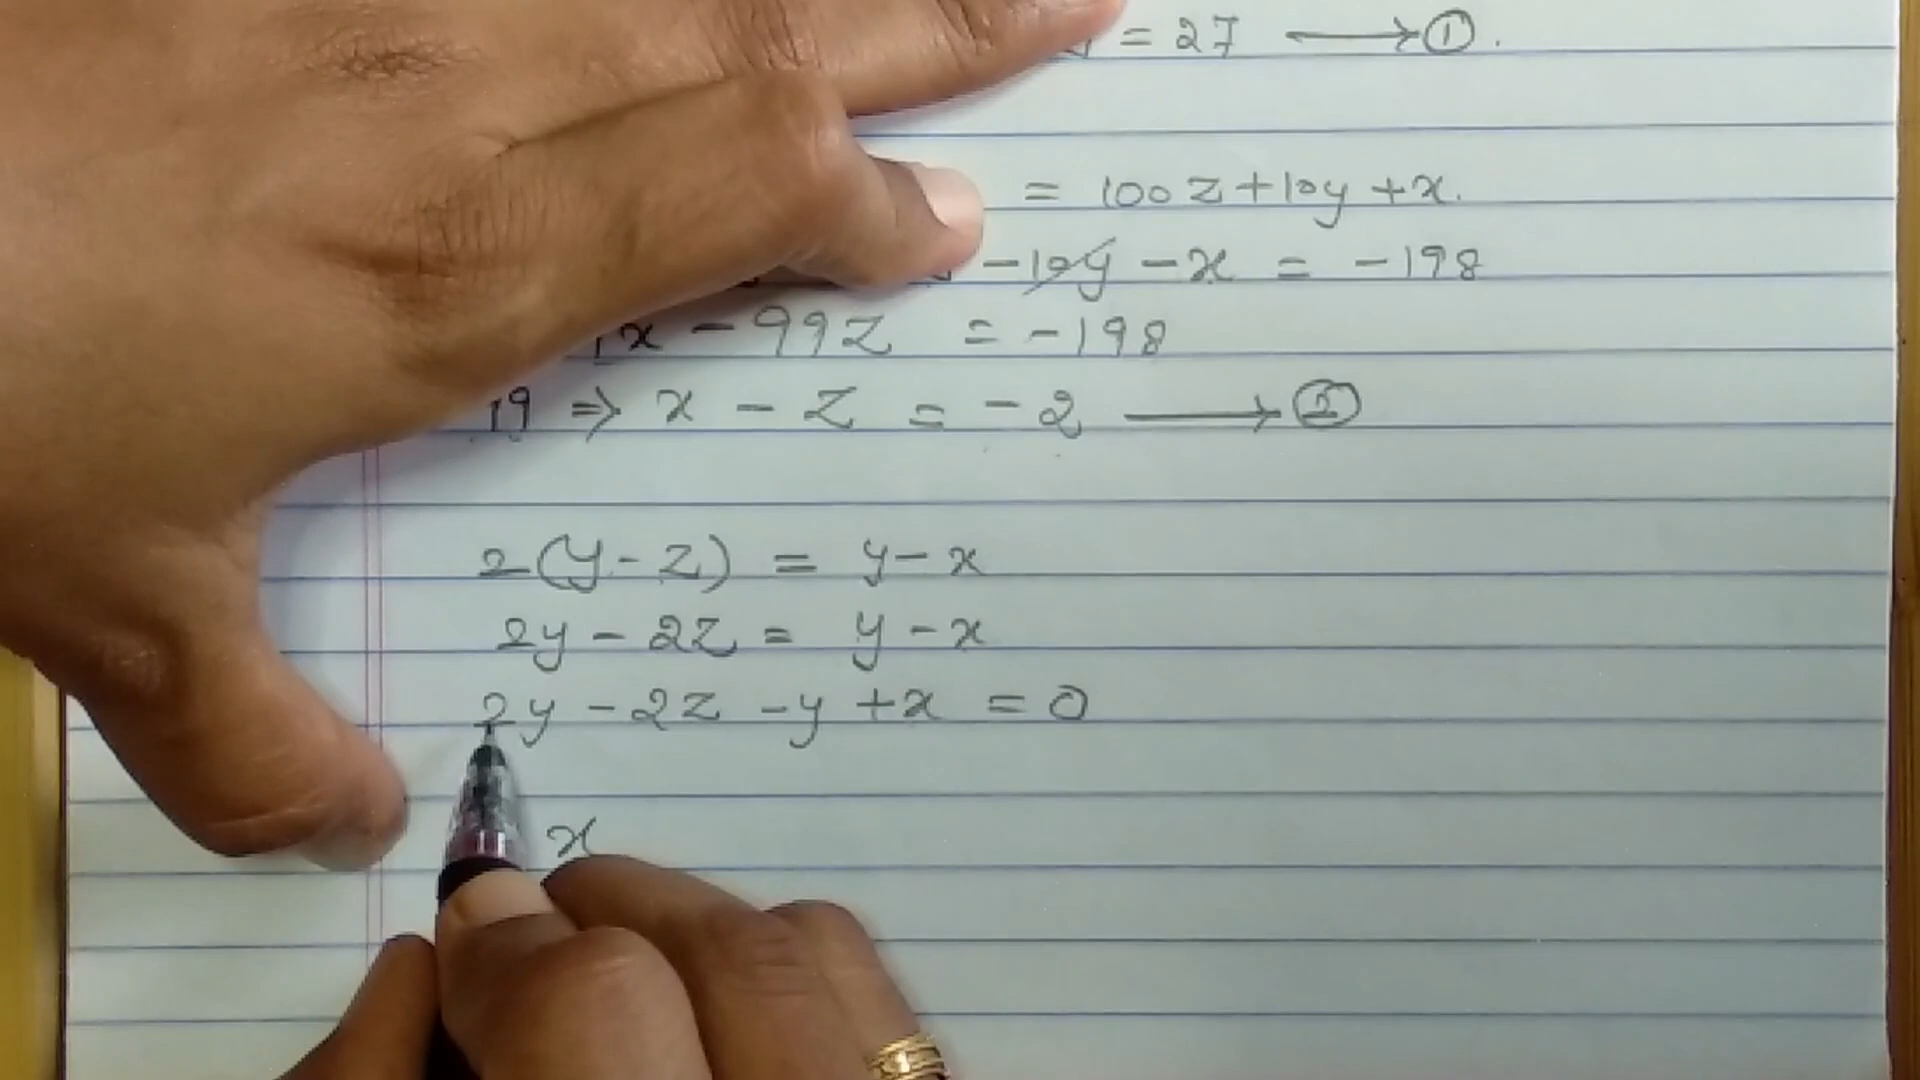 = 27 ⟶ ①.
= 100z + 10y + x.
- 10y - x = -198
x - 99z = -198
19 ⇒ x - z = -2 ⟶ ②
2(y - z) = y - x
2y - 2z = y - x
2y - 2z - y + x = 0
x